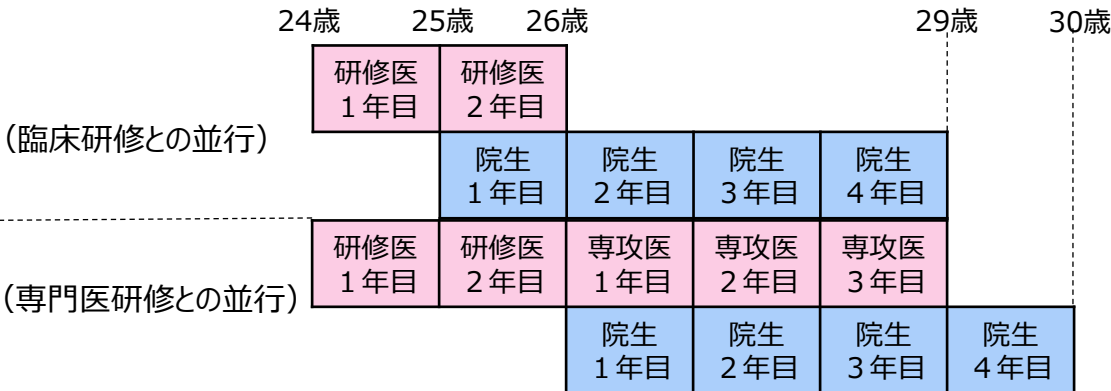 24歳 25歳 26歳 29歳 30歳
研修医 研修医
１年目 ２年目
（臨床研修との並行）
院生 院生 院生 院生
１年目 ２年目 ３年目 ４年目
研修医 研修医 専攻医 専攻医 専攻医
１年目 ２年目 １年目 ２年目 ３年目
（専門医研修との並行）
院生 院生 院生 院生
１年目 ２年目 ３年目 ４年目